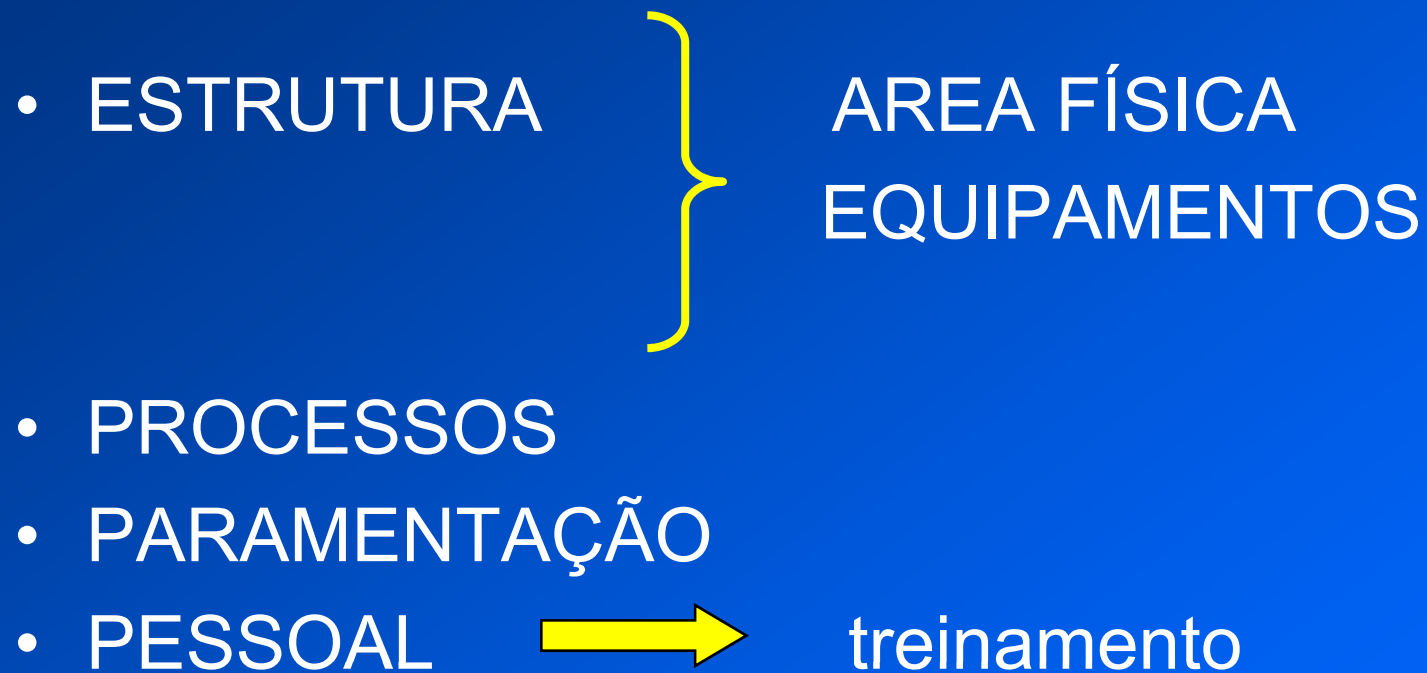 • ESTRUTURA AREA FÍSICA
EQUIPAMENTOS
• PROCESSOS
• PARAMENTAÇÃO
• PESSOAL treinamento